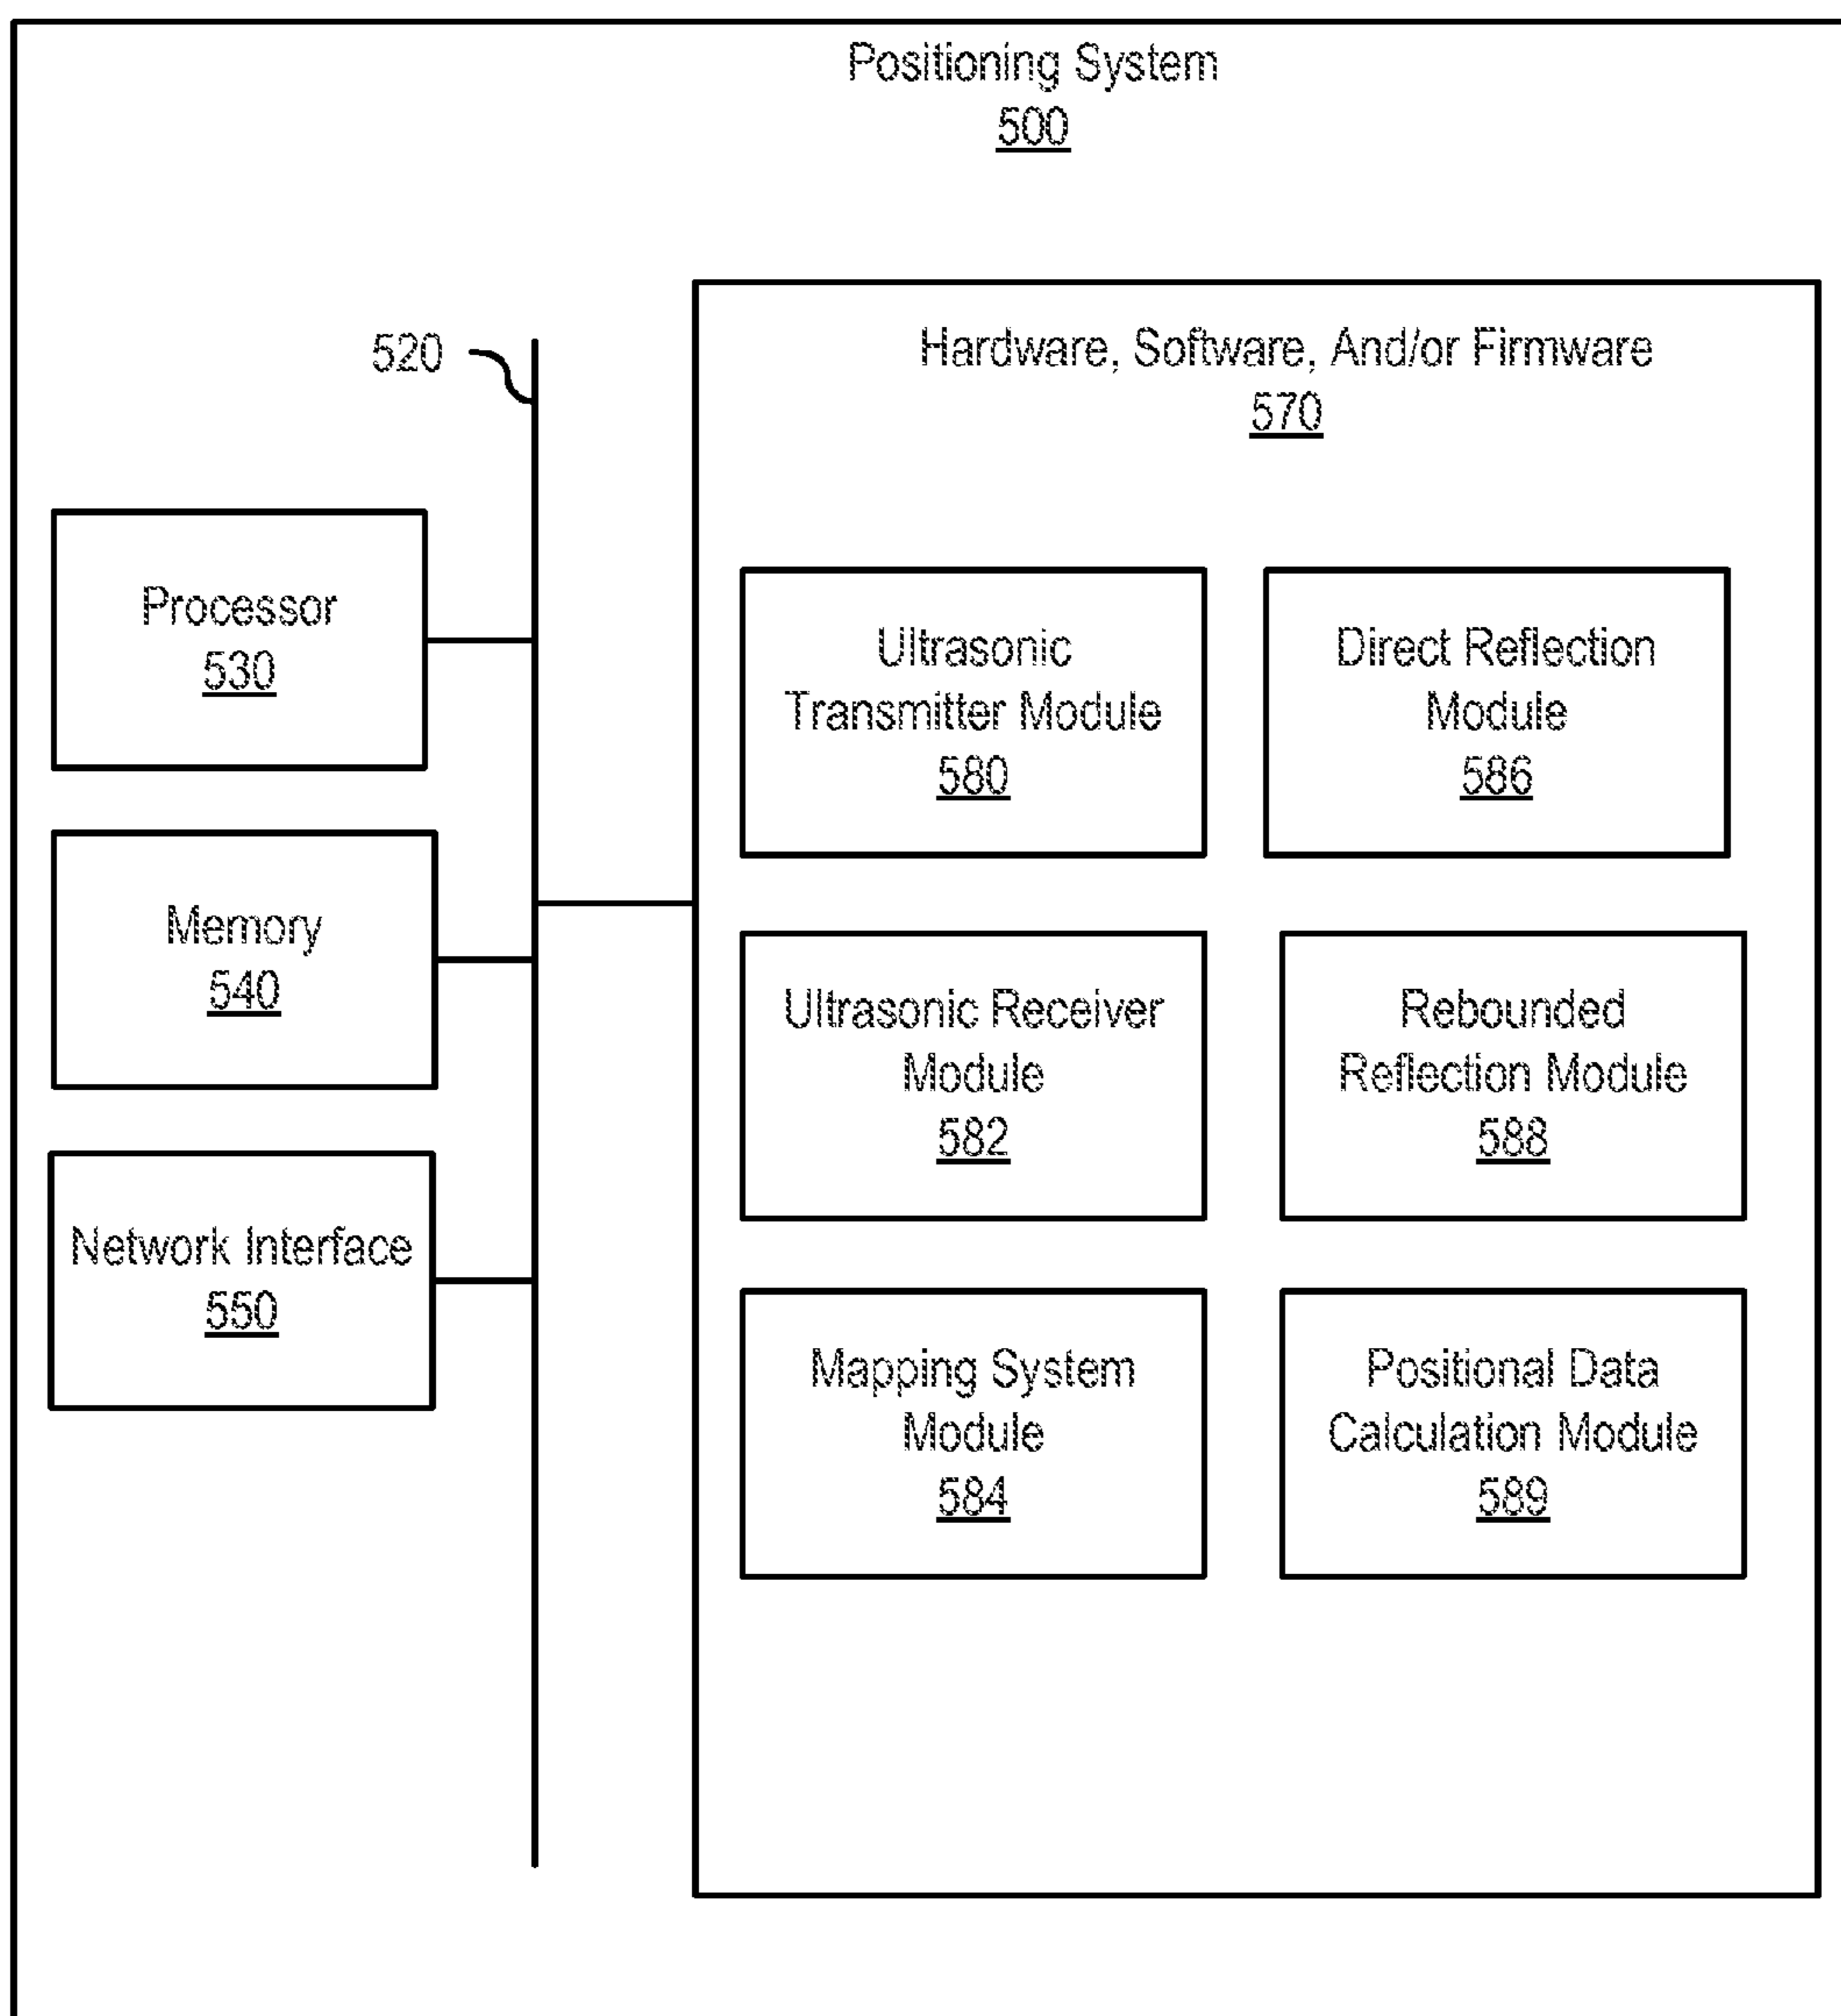 Positioning System
500
520
Hardware, Software, And/or Firmware
570
Processor
530
Memory
540
Network Interface
550
Ultrasonic
Transmitter Module
580
Direct Reflection
Module
586
Ultrasonic Receiver
Module
582
Rebounded
Reflection Module
588
Mapping System
Module
584
Positional Data
Calculation Module
589